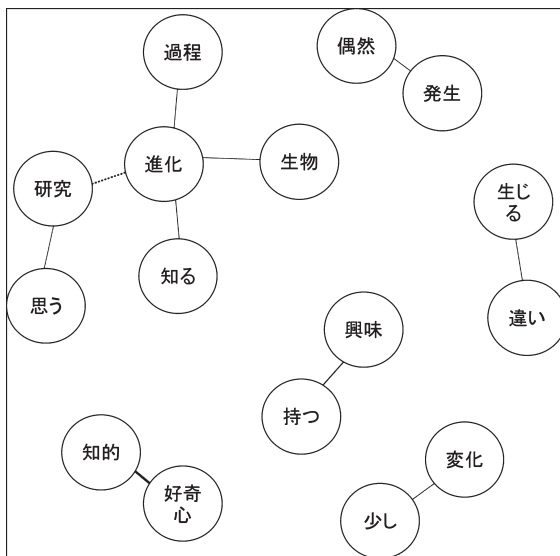 過程
偶然
発生
進化
生物
研究
生じ
る
知る
思う
違い
興味
持つ
知的
変化
好奇
心
少し